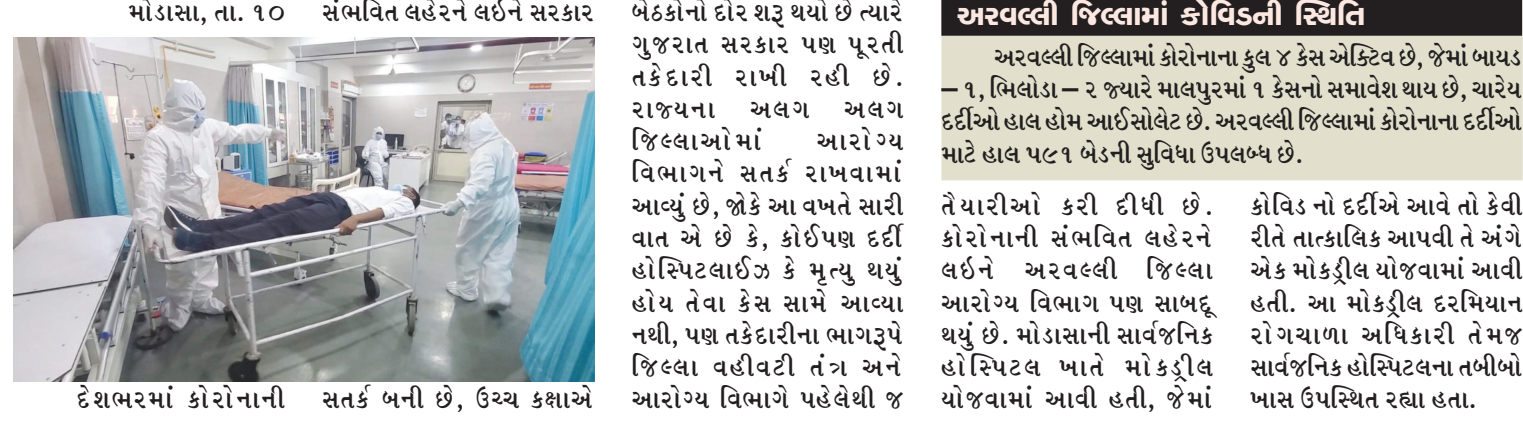 મોડાસા, તા. ૧૦
દેશભરમાં કોરોનાની
સંભવિત લહેરને લઇને સરકાર
સતર્ક બની છે, ઉચ્ચ કક્ષાએ
બેઠકોનો દૌર શરૂ થયો છે ત્યારે
ગુજરાત સરકાર પણ પૂરતી
તકેદારી રાખી રહી છે.
રાજ્યના અલગ અલગ
જિલ્લાઓમાં આરોગ્ય
વિભાગને સતર્ક રાખવામાં
આવ્યું છે, જોકે આ વખતે સારી
વાત એ છે કે, કોઈપણ દર્દી
હોસ્પિટલાઈઝ કે મૃત્યુ થયું
હોય તેવા કેસ સામે આવ્યા
નથી, પણ તકેદારીના ભાગરૂપે
જિલ્લા વહીવટી તંત્ર અને
આરોગ્ય વિભાગે પહેલેથી જ
અરવલ્લી જિલ્લામાં કોવિડની સ્થિતિ
અરવલ્લી જિલ્લામાં કોરોનાના કુલ ૪ કેસ એક્ટિવ છે, જેમાં બાયડ
– ૧, ભિલોડા – ૨ જ્યારે માલપુરમાં ૧ કેસનો સમાવેશ થાય છે, ચારેય
દર્દીઓ હાલ હોમ આઈસોલેટ છે. અરવલ્લી જિલ્લામાં કોરોનાના દર્દીઓ
માટે હાલ ૫૯૧ બેડની સુવિધા ઉપલબ્ધ છે.
તૈયારીઓ કરી દીધી છે.
કોરોનાની સંભવિત લહેરને
લઇને અરવલ્લી જિલ્લા
આરોગ્ય વિભાગ પણ સાબદૂ
થયું છે. મોડાસાની સાર્વજનિક
હોસ્પિટલ ખાતે મોકડ્રીલ
યોજવામાં આવી હતી, જેમાં
કોવિડ નો દર્દીએ આવે તો કેવી
રીતે તાત્કાલિક આપવી તે અંગે
એક મોકડ્રીલ યોજવામાં આવી
હતી. આ મોકડ્રીલ દરમિયાન
રોગચાળા અધિકારી તેમજ
સાર્વજનિક હોસ્પિટલના તબીબો
ખાસ ઉપસ્થિત રહ્યા હતા.